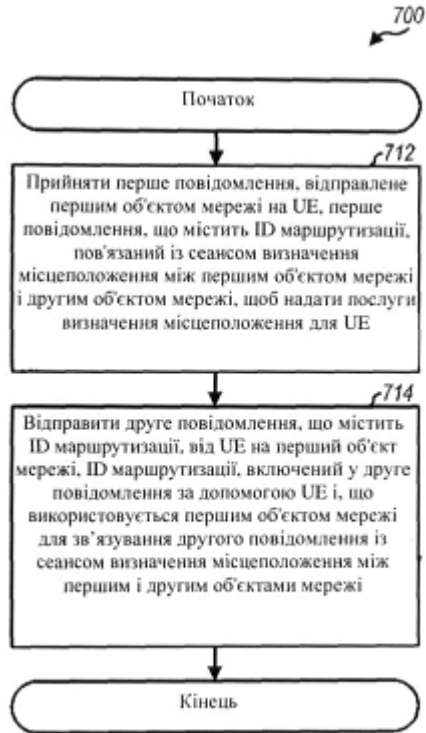 700
Початок
712
Прийняти перше повідомлення, відправлене
першим об'єктом мережі на UE, перше
повідомлення, що містить ID маршрутизації,
пов'язаний із сеансом визначення
місцеположення між першим об'єктом мережі
і другим об'єктом мережі, щоб надати послуги
визначення місцеположення для UE
714
Відправити друге повідомлення, що містить
ID маршрутизації, від UE на перший об'єкт
мережі, ID маршрутизації, включений у друге
повідомлення за допомогою UE і, що
використовується першим об'єктом мережі
для зв'язування другого повідомлення із
сеансом визначення місцеположення між
першим і другим об'єктами мережі
Кінець